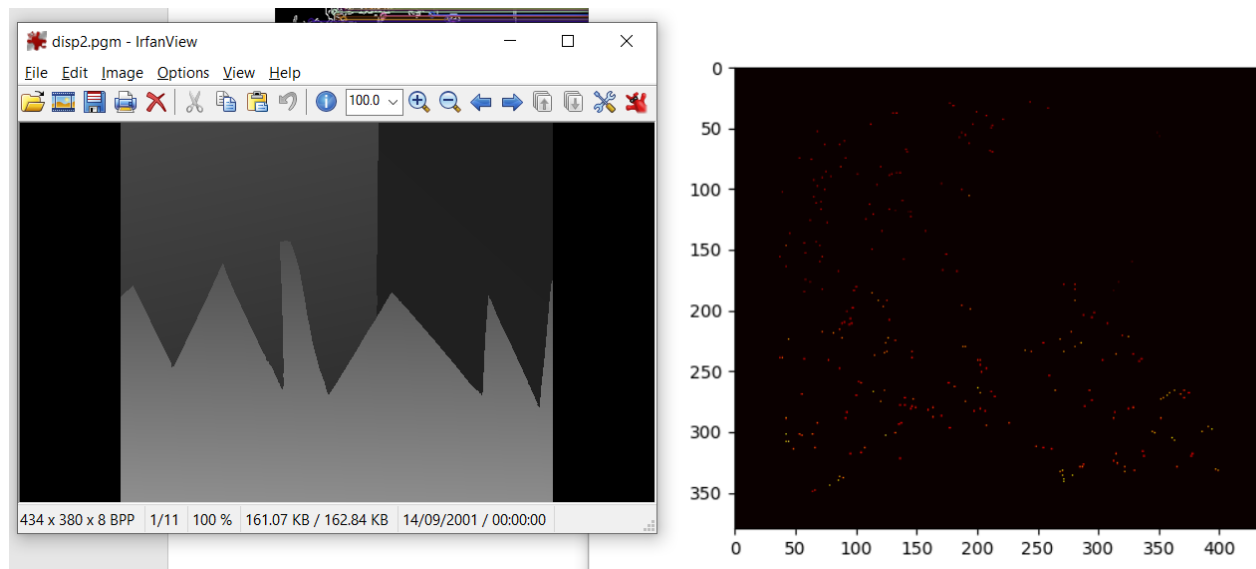 disp2.pgm - IrfanView
File Edit Image Options View Help
100.0
434 x 380 x 8 BPP 1/11 100 % 161.07 KB / 162.84 KB 14/09/2001 / 00:00:00
0
50
100
150
200
250
300
350
0 50 100 150 200 250 300 350 400